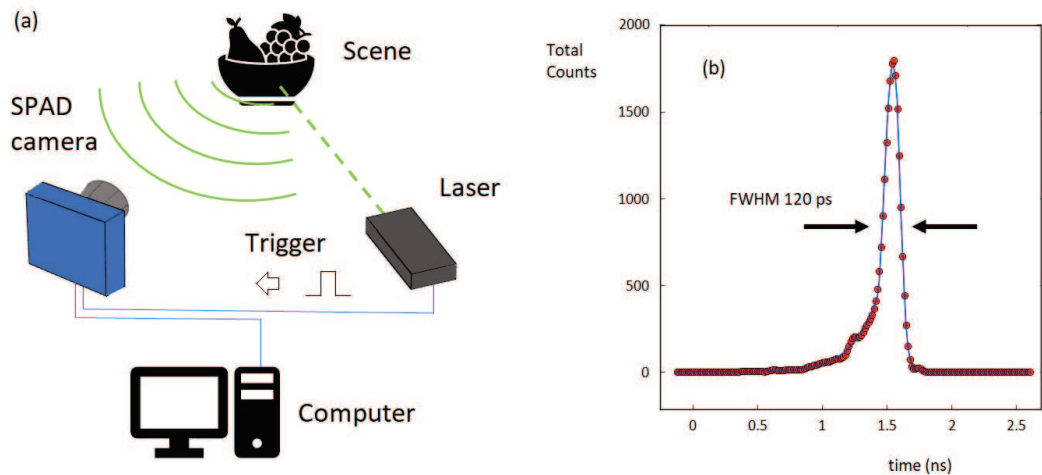 (a)
Scene
SPAD
camera
Laser
Trigger
Computer
Total
Counts
(b)
FWHM 120 ps
2000
1500
1000
500
0
0 0.5 1 1.5 2 2.5
time (ns)